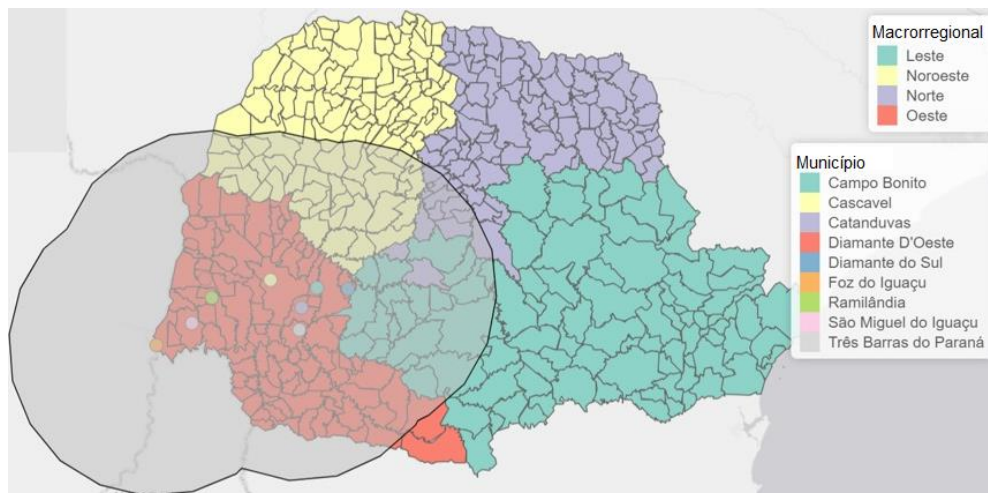 Macrorregional
Leste
Noroeste
Norte
Oeste
Município
Campo Bonito
Cascavel
Catanduvas
Diamante D'Oeste
Diamante do Sul
Foz do Iguaçu
Ramilândia
São Miguel do Iguaçu
Três Barras do Paraná